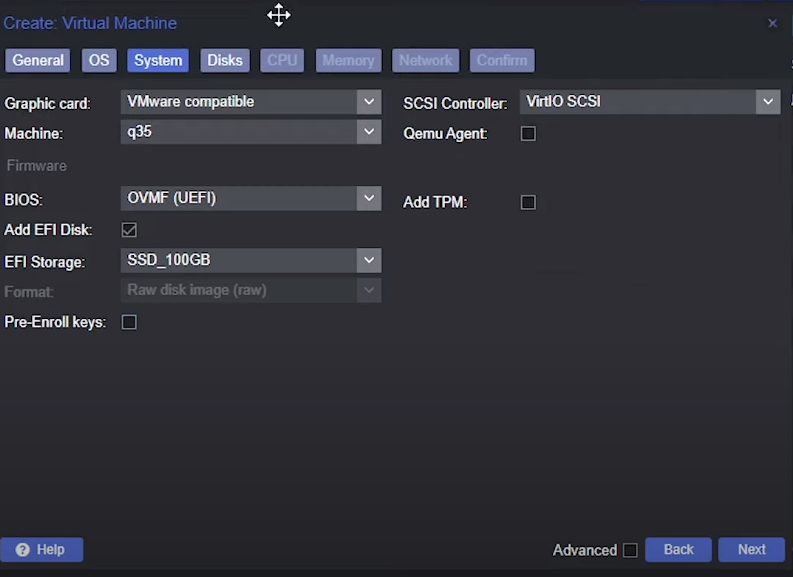 Create: Virtual Machine
General OS System Disks CPU Memory Network Confirm
Graphic card: VMware compatible SCSI Controller: VirtIO SCSI
Machine: q35 Qemu Agent:
Firmware
BIOS: OVMF (UEFI) Add TPM:
Add EFI Disk:
EFI Storage: SSD_100GB
Format: Raw disk image (raw)
Pre-Enroll keys:
Help Advanced Back Next